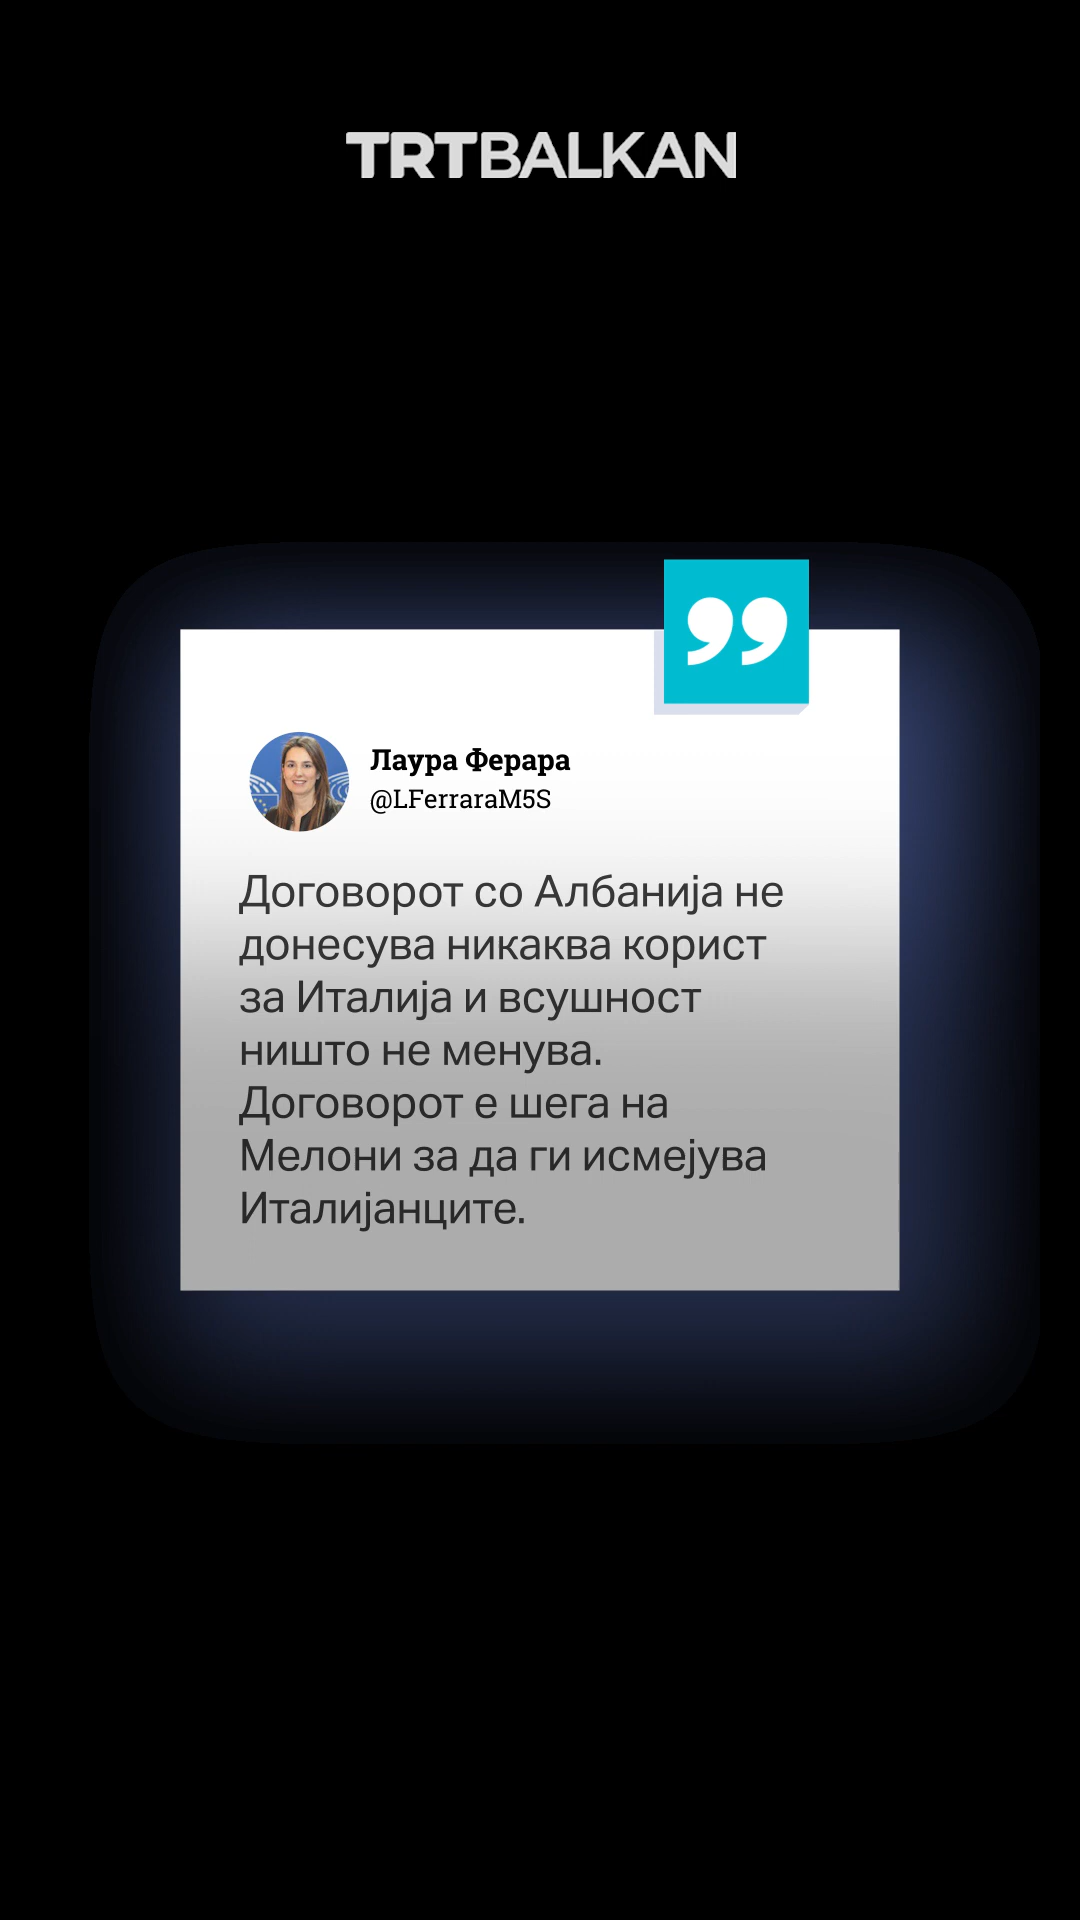 TRTBALKAN
Лаура Ферара
@LFerraraM5S
Договорот со Албанија не
донесува никаква корист
за Италија и всушност
ништо не менува.
Договорот е шега на
Мелони за да ги исмејува
Италијанците.